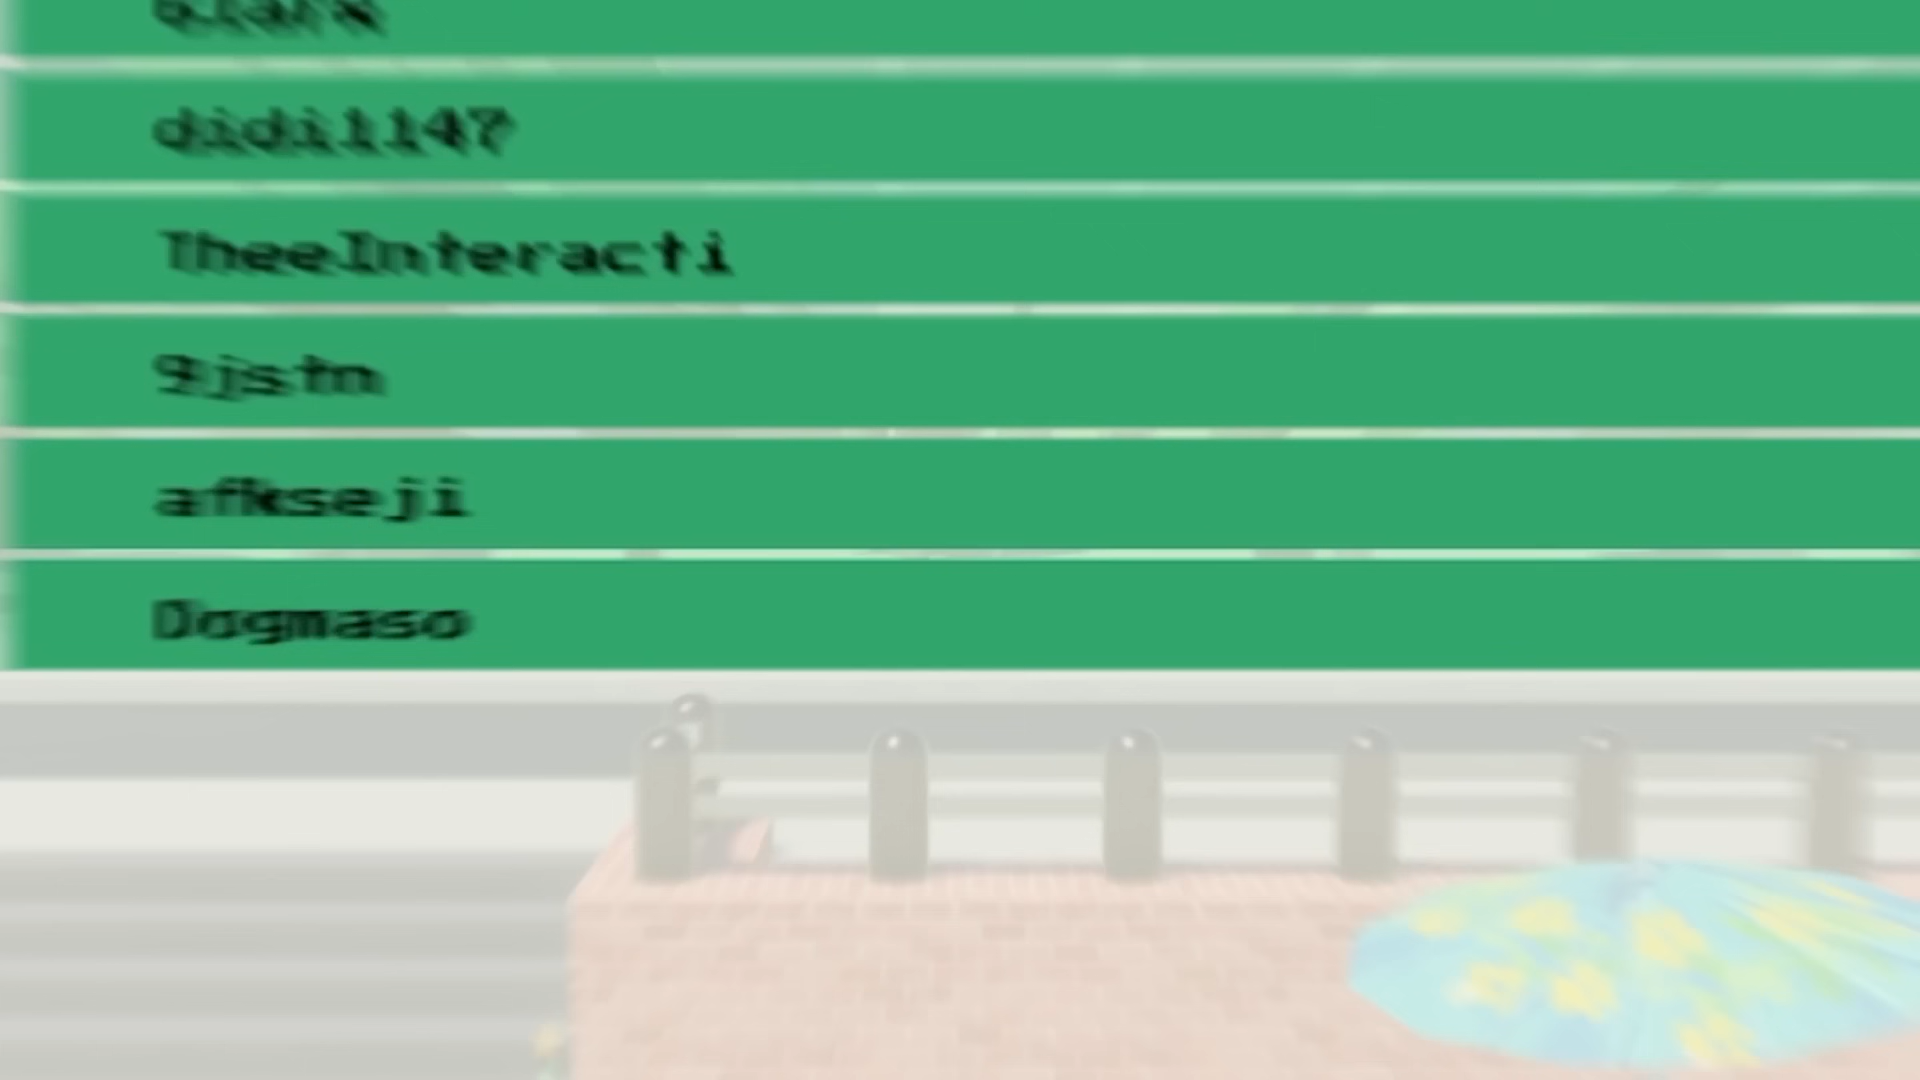 didi1147
TheeInteracti
9jstn
afkseji
Dogmaso